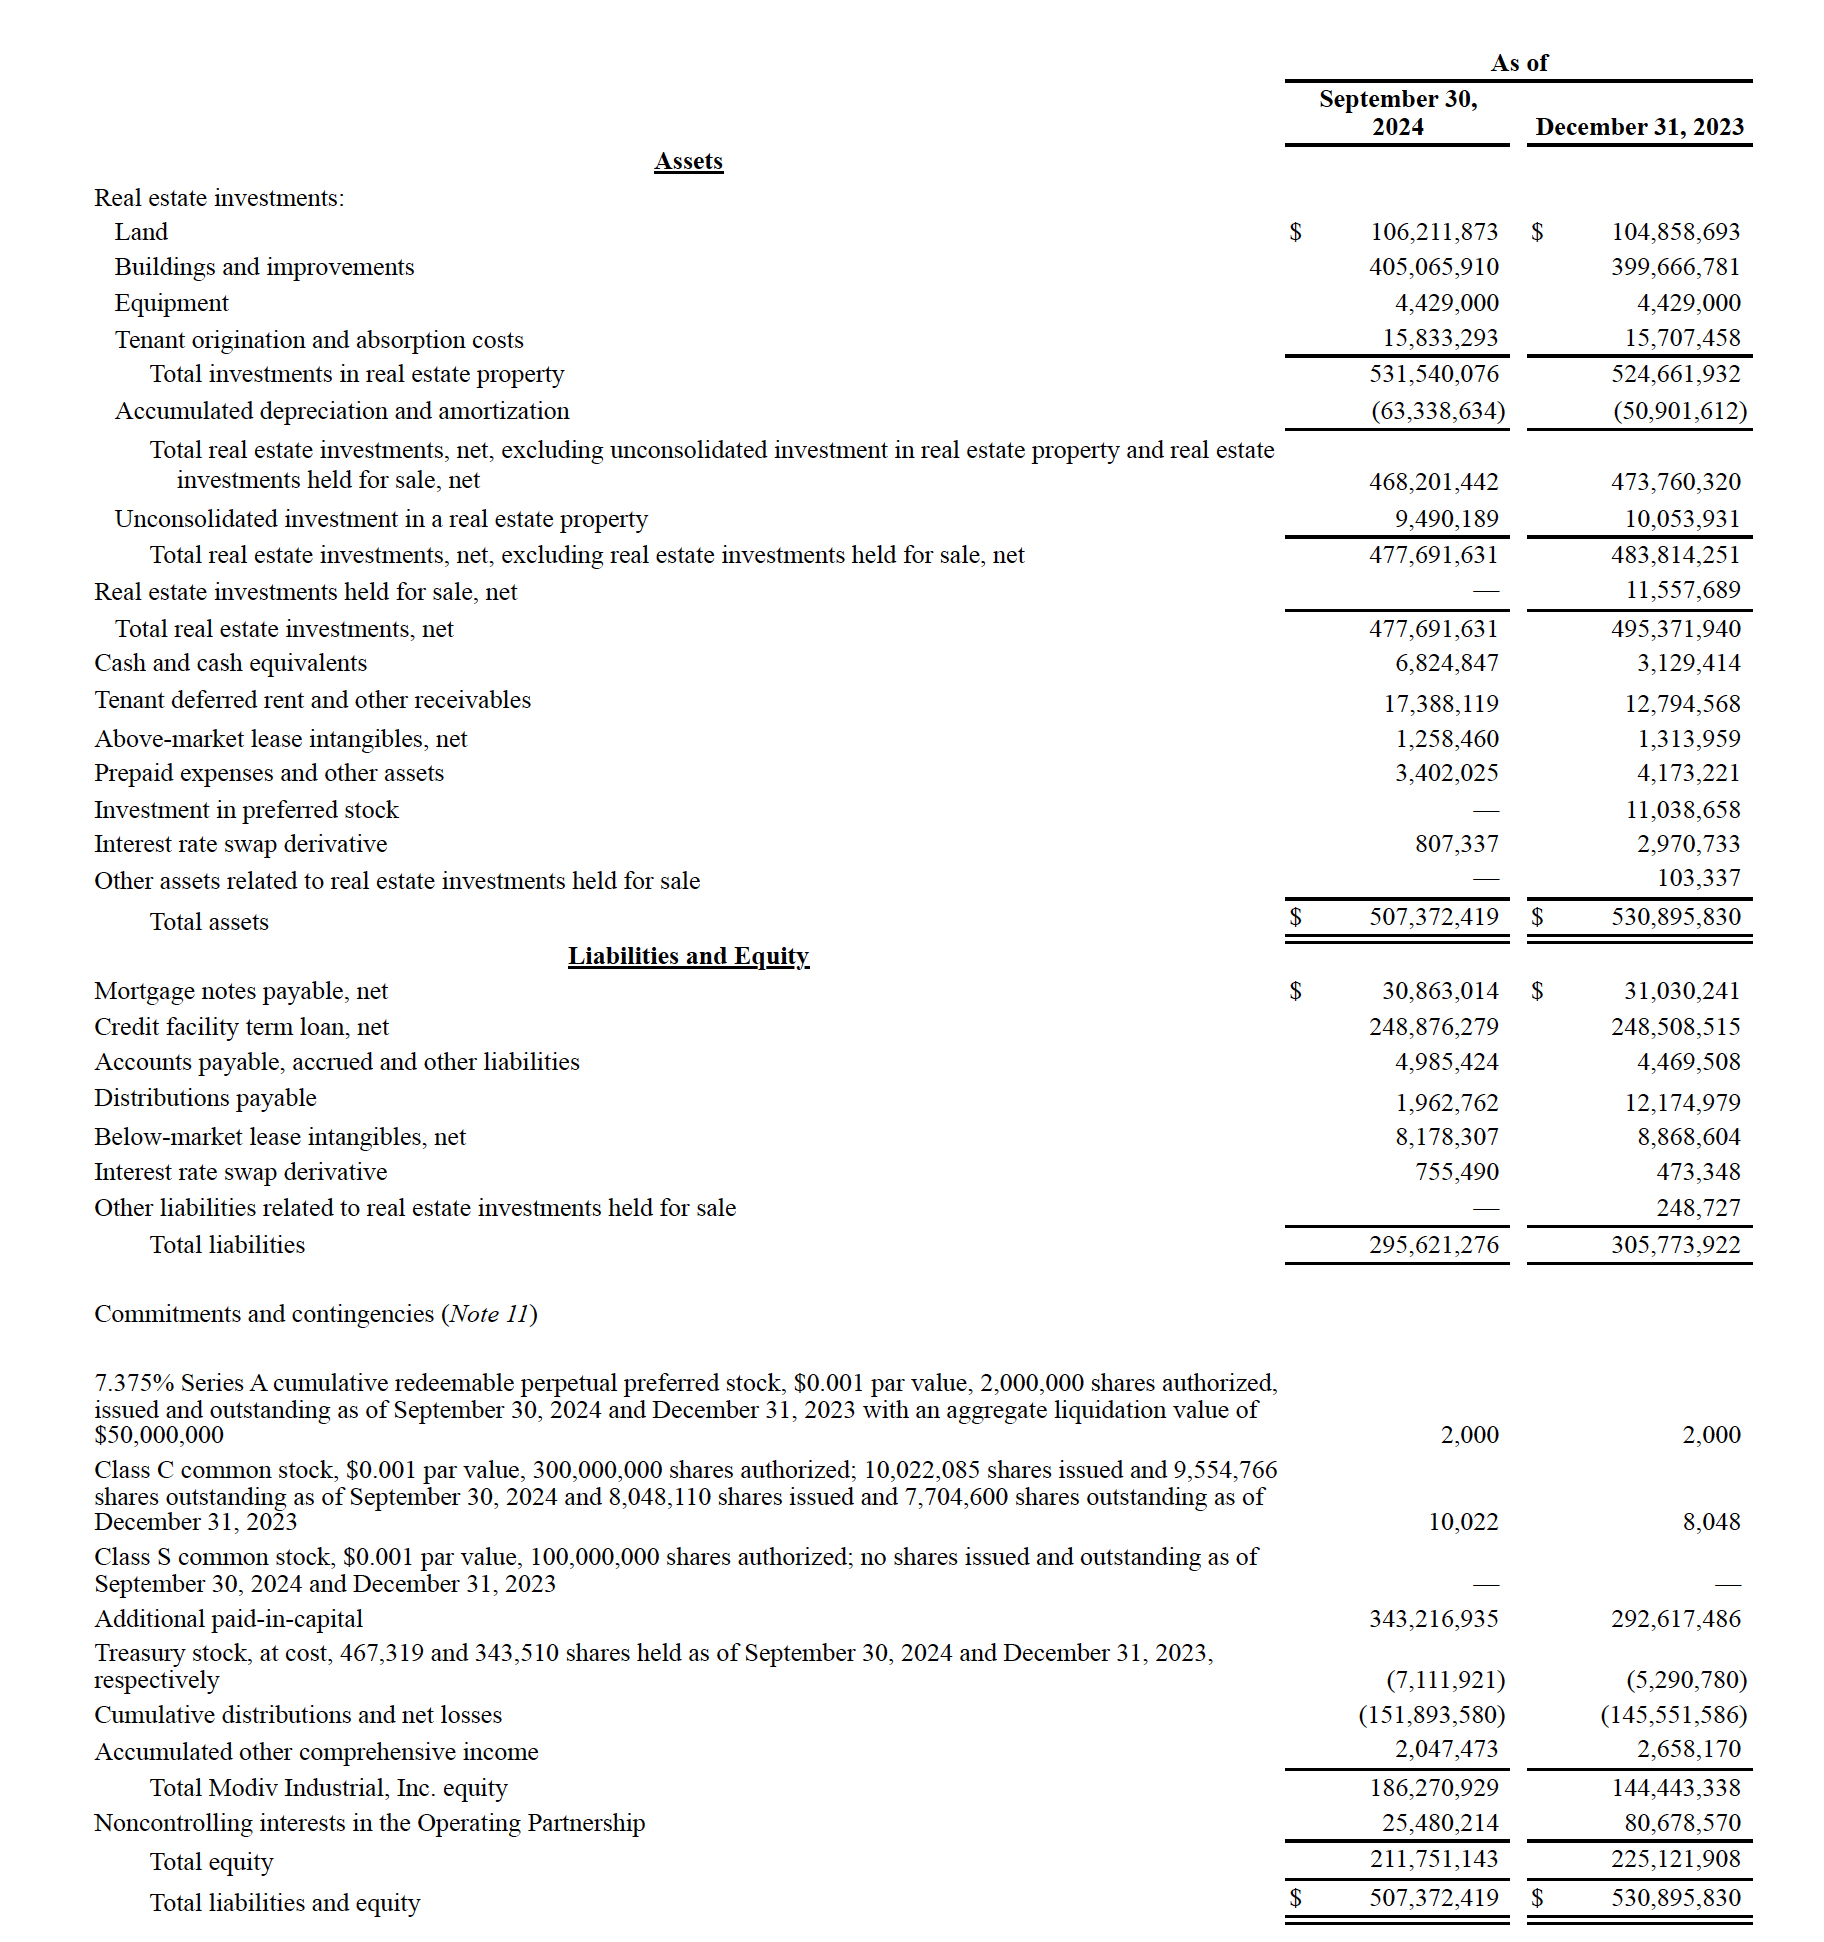 As of
September 30,
2024 December 31, 2023
Assets
Real estate investments:
Land $ 106,211,873 $ 104,858,693
Buildings and improvements 405,065,910 399,666,781
Equipment 4,429,000 4,429,000
Tenant origination and absorption costs 15,833,293 15,707,458
Total investments in real estate property 531,540,076 524,661,932
Accumulated depreciation and amortization (63,338,634) (50,901,612)
Total real estate investments, net, excluding unconsolidated investment in real estate property and real estate
investments held for sale, net 468,201,442 473,760,320
Unconsolidated investment in a real estate property 9,490,189 10,053,931
Total real estate investments, net, excluding real estate investments held for sale, net 477,691,631 483,814,251
Real estate investments held for sale, net — 11,557,689
Total real estate investments, net 477,691,631 495,371,940
Cash and cash equivalents 6,824,847 3,129,414
Tenant deferred rent and other receivables 17,388,119 12,794,568
Above-market lease intangibles, net 1,258,460 1,313,959
Prepaid expenses and other assets 3,402,025 4,173,221
Investment in preferred stock — 11,038,658
Interest rate swap derivative 807,337 2,970,733
Other assets related to real estate investments held for sale — 103,337
Total assets $ 507,372,419 $ 530,895,830
Liabilities and Equity
Mortgage notes payable, net $ 30,863,014 $ 31,030,241
Credit facility term loan, net 248,876,279 248,508,515
Accounts payable, accrued and other liabilities 4,985,424 4,469,508
Distributions payable 1,962,762 12,174,979
Below-market lease intangibles, net 8,178,307 8,868,604
Interest rate swap derivative 755,490 473,348
Other liabilities related to real estate investments held for sale — 248,727
Total liabilities 295,621,276 305,773,922
Commitments and contingencies (Note 11)
7.375% Series A cumulative redeemable perpetual preferred stock, $0.001 par value, 2,000,000 shares authorized,
issued and outstanding as of September 30, 2024 and December 31, 2023 with an aggregate liquidation value of
$50,000,000 2,000 2,000
Class C common stock, $0.001 par value, 300,000,000 shares authorized; 10,022,085 shares issued and 9,554,766
shares outstanding as of September 30, 2024 and 8,048,110 shares issued and 7,704,600 shares outstanding as of
December 31, 2023 10,022 8,048
Class S common stock, $0.001 par value, 100,000,000 shares authorized; no shares issued and outstanding as of
September 30, 2024 and December 31, 2023 — —
Additional paid-in-capital 343,216,935 292,617,486
Treasury stock, at cost, 467,319 and 343,510 shares held as of September 30, 2024 and December 31, 2023,
respectively (7,111,921) (5,290,780)
Cumulative distributions and net losses (151,893,580) (145,551,586)
Accumulated other comprehensive income 2,047,473 2,658,170
Total Modiv Industrial, Inc. equity 186,270,929 144,443,338
Noncontrolling interests in the Operating Partnership 25,480,214 80,678,570
Total equity 211,751,143 225,121,908
Total liabilities and equity $ 507,372,419 $ 530,895,830